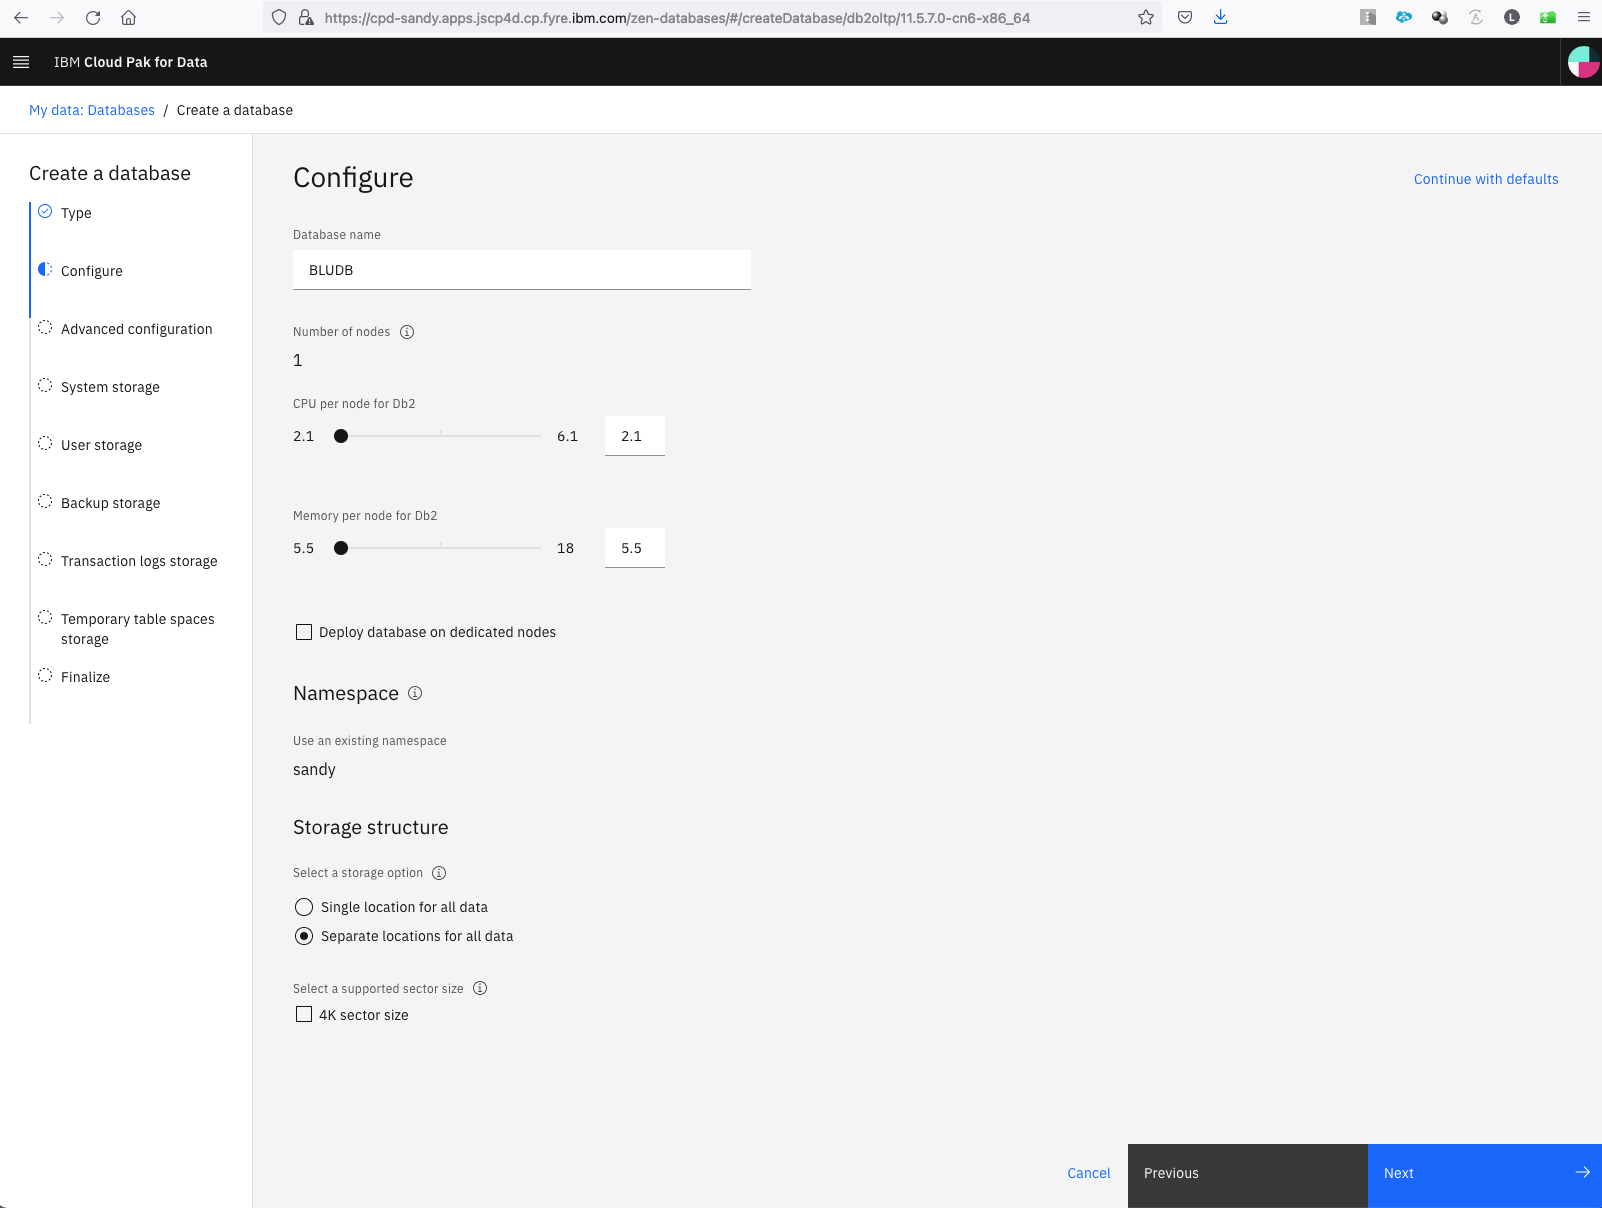 https://cpd-sandy.apps.jscp4d.cp.fyre.ibm.com/zen-databases/#/createDatabase/db2oltp/11.5.7.0-cn6-x86_64
L
IBM Cloud Pak for Data
My data: Databases / Create a database
Create a database
Type
Configure
Advanced configuration
System storage
User storage
Backup storage
Transaction logs storage
Temporary table spaces
storage
Finalize
Configure
Continue with defaults
Database name
BLUDB
Number of nodes
1
CPU per node for Db2
2.1 6.1 2.1
Memory per node for Db2
5.5 18 5.5
Deploy database on dedicated nodes
Namespace
Use an existing namespace
sandy
Storage structure
Select a storage option
Single location for all data
Separate locations for all data
Select a supported sector size
4K sector size
Cancel
Previous
Next